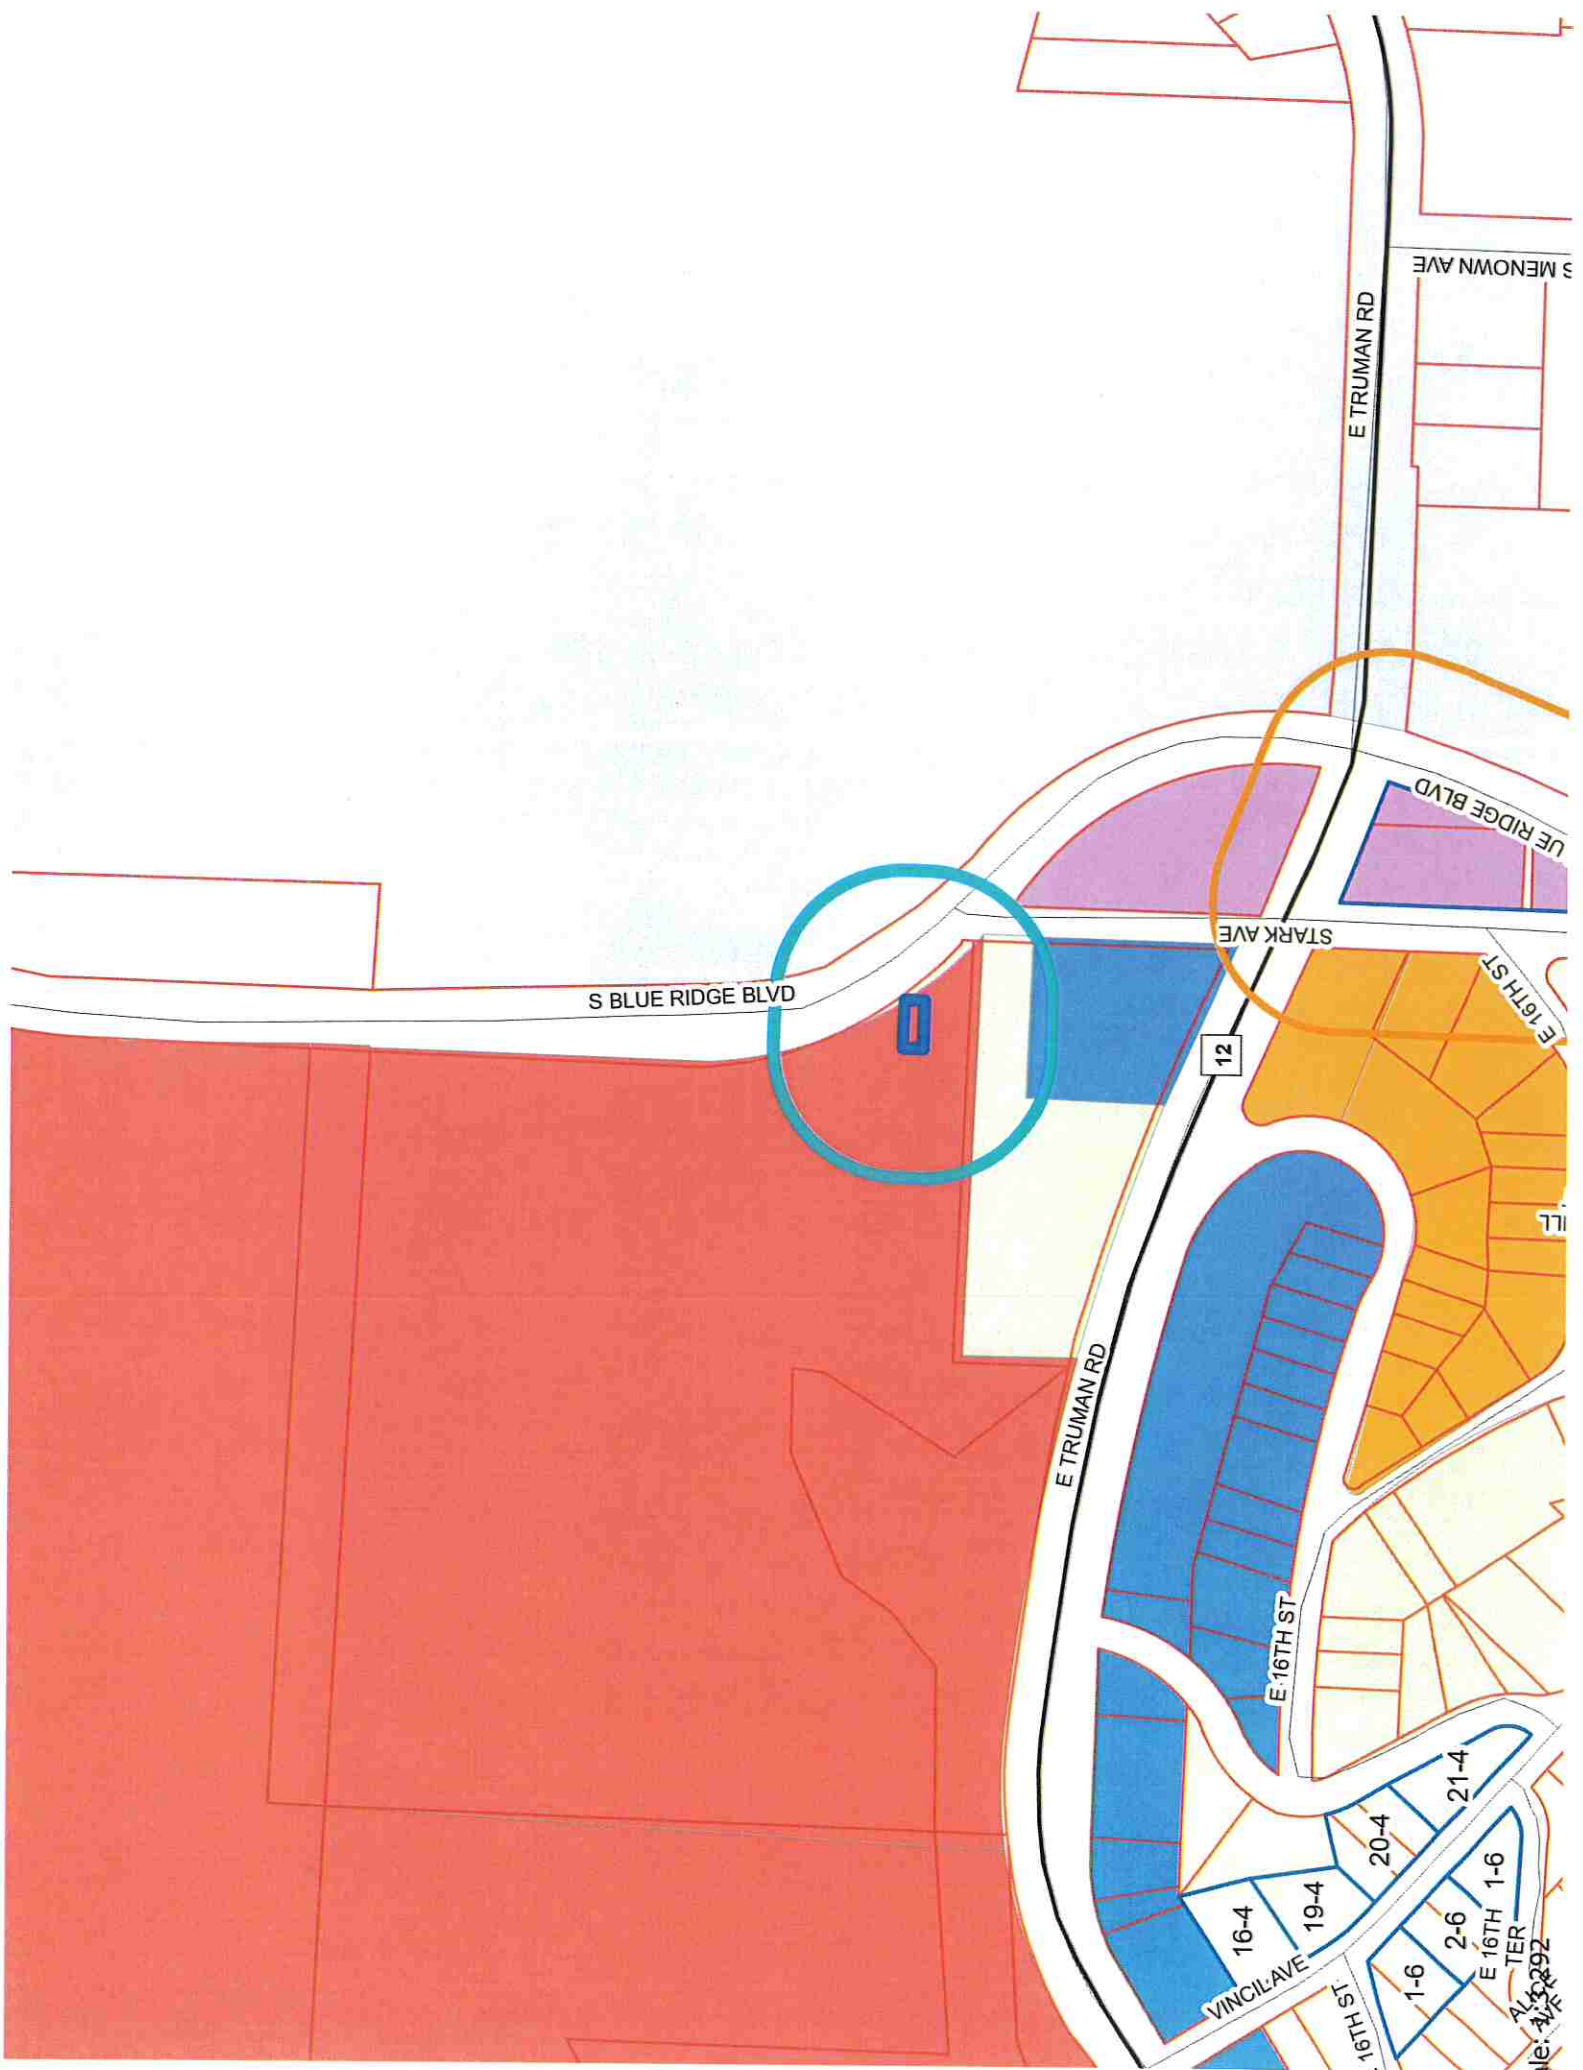 S MENOWN AVE
E TRUMAN RD
UE RIDGE BLVD
S BLUE RIDGE BLVD
STARK AVE
E 16TH ST
12
ILL
E TRUMAN RD
E 16TH ST
21-4
20-4
19-4
16-4
1-6
2-6
1-6
E 16TH
TER
VINCIL AVE
16TH ST